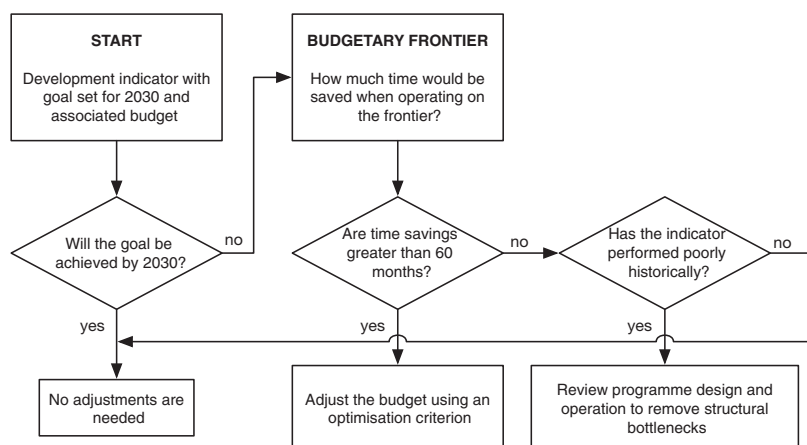 START
Development indicator with
goal set for 2030 and
associated budget
BUDGETARY FRONTIER
How much time would be
saved when operating on
the frontier?
Will the goal be
achieved by 2030?
no
Are time savings
greater than 60
months?
no
Has the indicator
performed poorly
historically?
no
yes
yes
yes
No adjustments are
needed
Adjust the budget using an
optimisation criterion
Review programme design and
operation to remove structural
bottlenecks